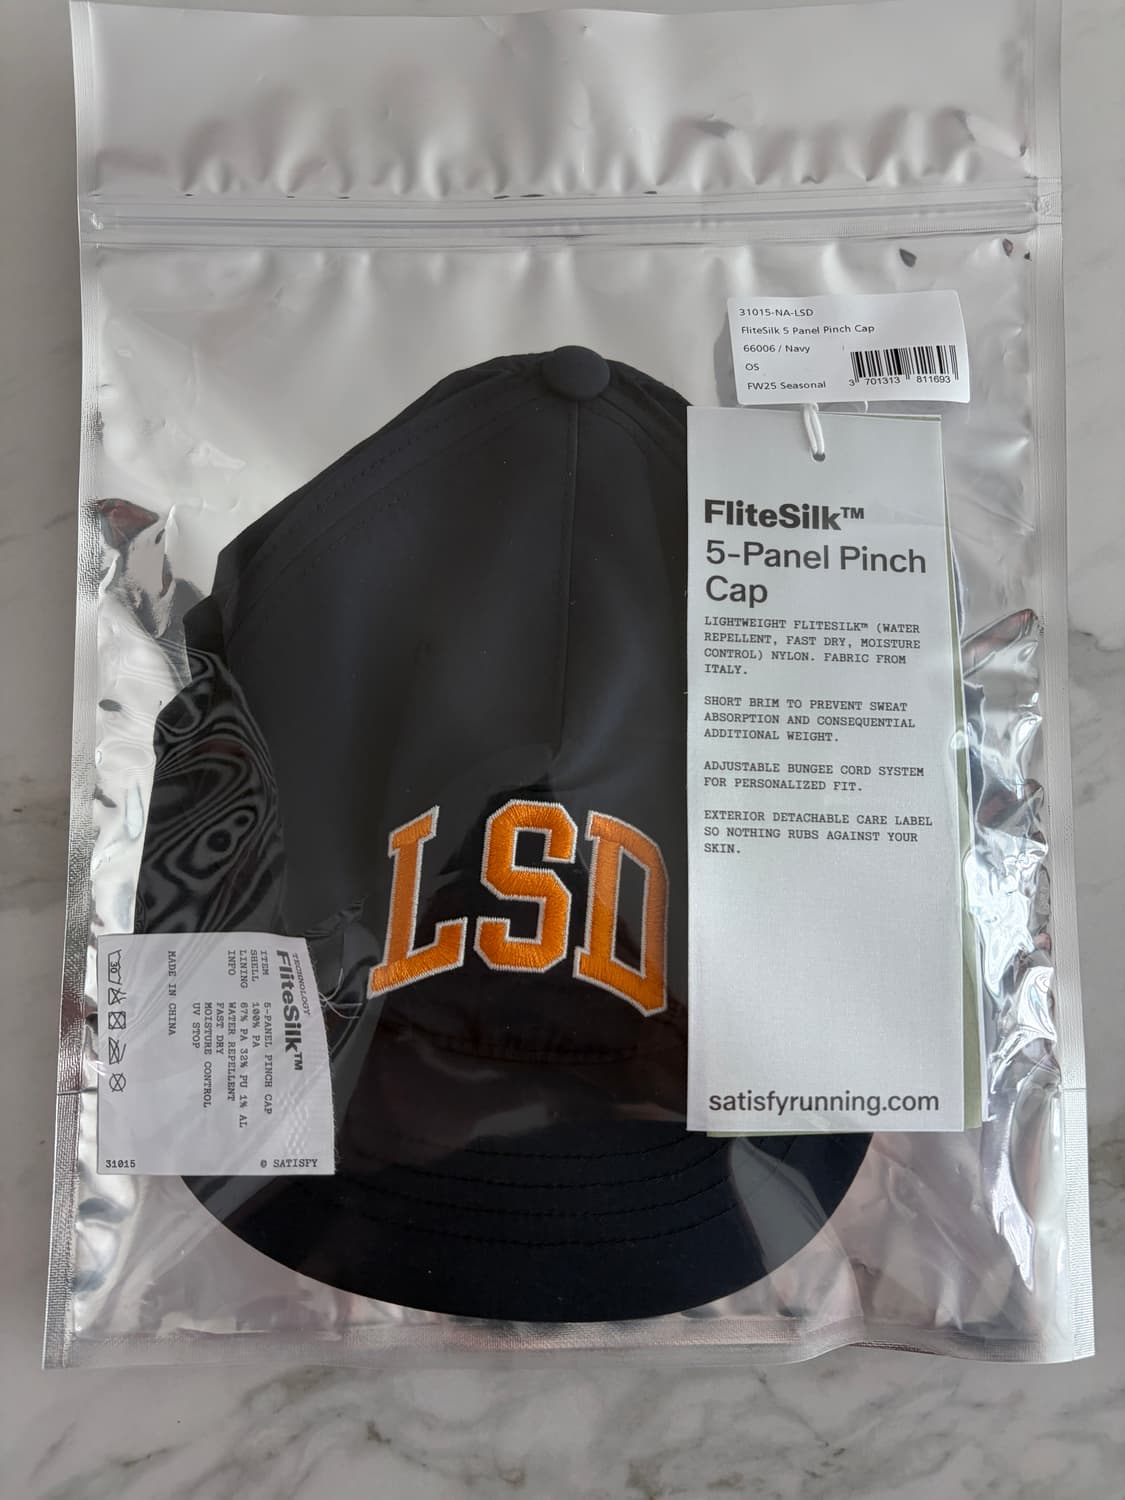 31015-NA-LSD
FliteSilk 5 Panel Pinch Cap
66006 / Navy
OS
FW25 Seasonal
3 701313 811693
FliteSilk™
5-Panel Pinch
Cap
LIGHTWEIGHT FLITESILK™ (WATER
REPELLENT, FAST DRY, MOISTURE
CONTROL) NYLON. FABRIC FROM
ITALY.
SHORT BRIM TO PREVENT SWEAT
ABSORPTION AND CONSEQUENTIAL
ADDITIONAL WEIGHT.
ADJUSTABLE BUNGEE CORD SYSTEM
FOR PERSONALIZED FIT.
EXTERIOR DETACHABLE CARE LABEL
SO NOTHING RUBS AGAINST YOUR
SKIN.
satisfyrunning.com
LSD
TECHNOLOGY
FliteSilk™
ITEM 5-PANEL PINCH CAP
SHELL 100% PA
LINING 67% PA 32% PU 1% AL
INFO WATER REPELLENT
FAST DRY
MOISTURE CONTROL
UV STOP
MADE IN CHINA
30
31015
© SATISFY